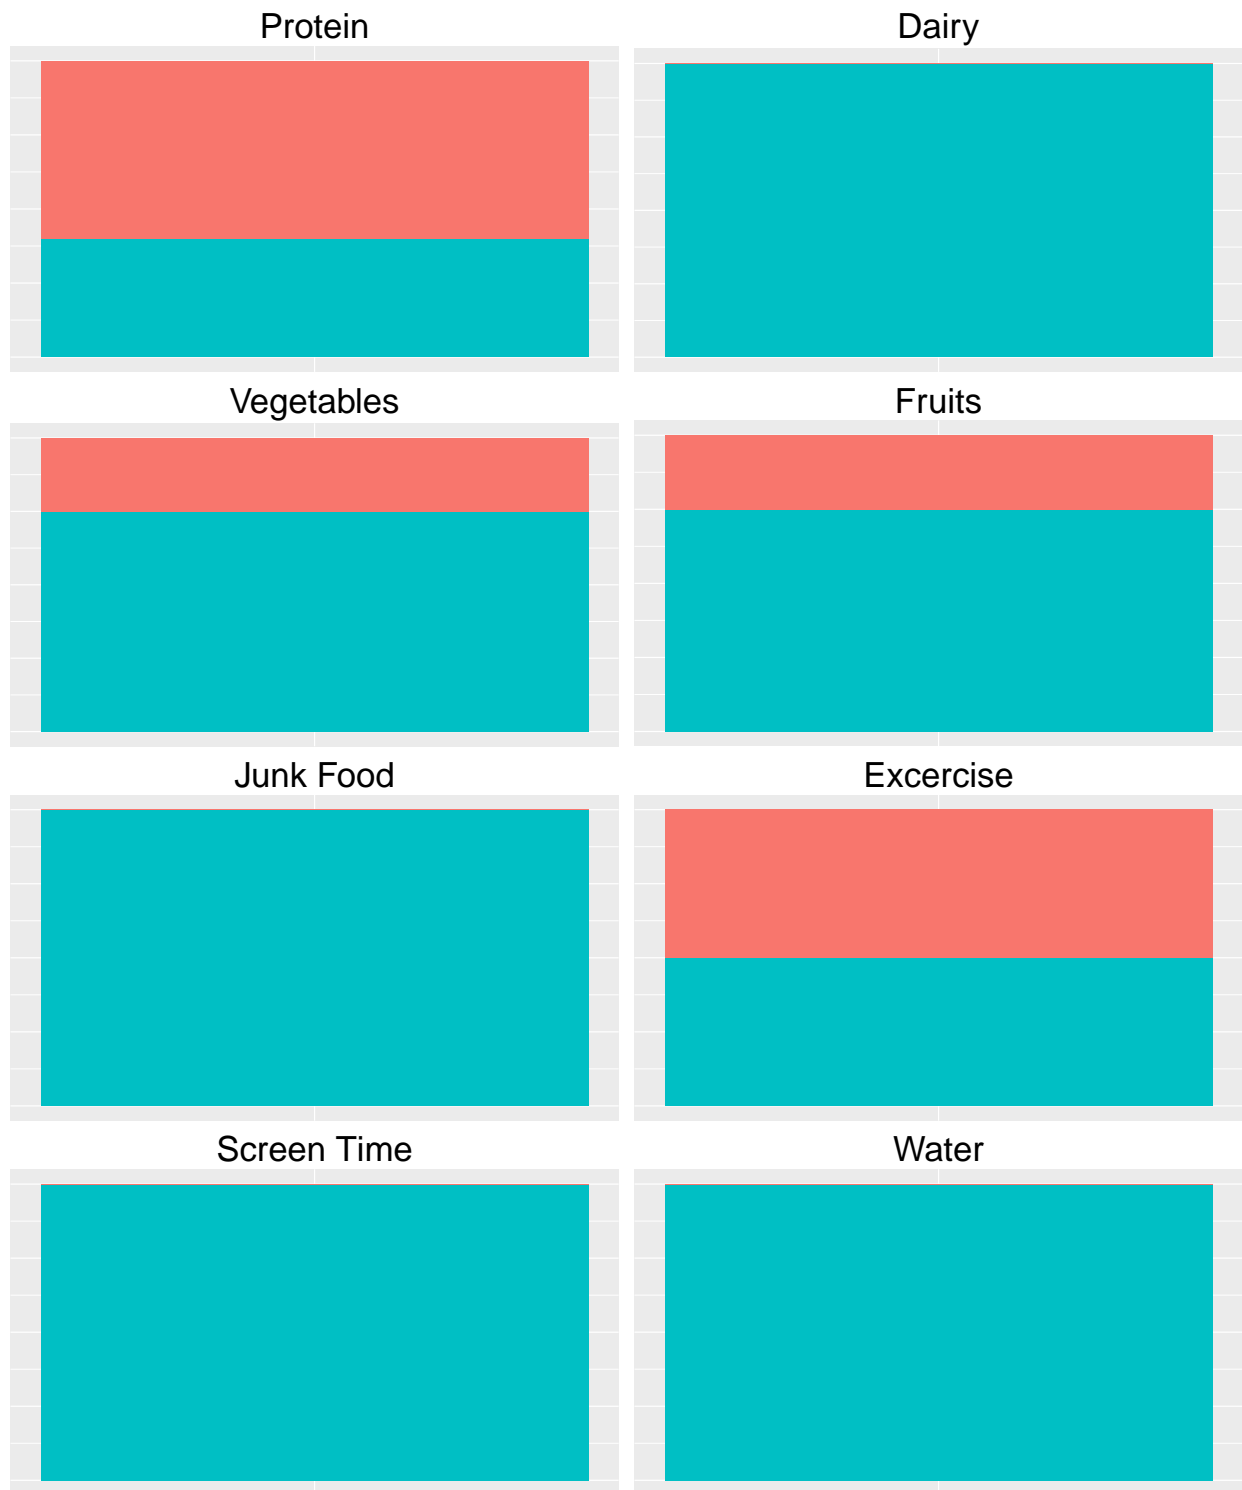 Protein
Dairy
Vegetables
Fruits
Junk Food
Excercise
Screen Time
Water